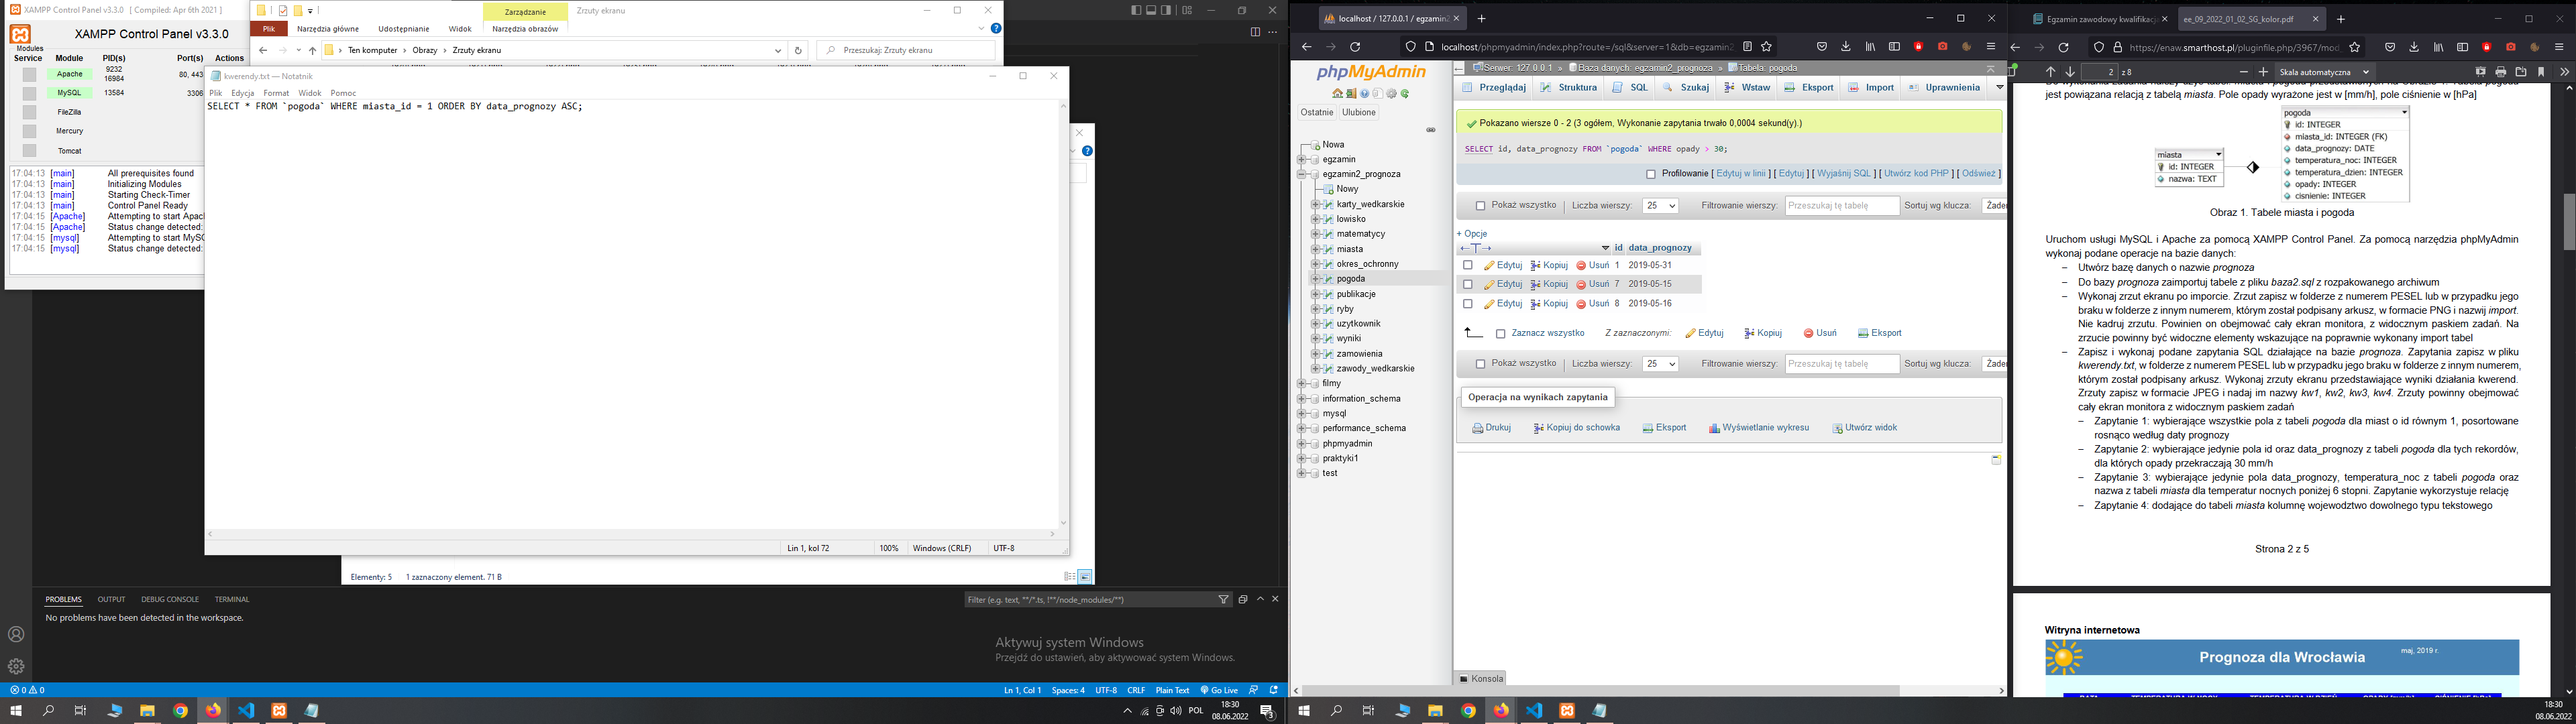 XAMPP Control Panel v3.3.0 [ Compiled: Apr 6th 2021 ]
XAMPP Control Panel v3.3.0
Modules
Service Module PID(s) Port(s) Actions
Apache 9232 16984 80, 443
MySQL 13584 3306
FileZilla
Mercury
Tomcat
17:04:13 [main] All prerequisites found
17:04:13 [main] Initializing Modules
17:04:13 [main] Starting Check-Timer
17:04:13 [main] Control Panel Ready
17:04:15 [Apache] Attempting to start Apac
17:04:15 [Apache] Status change detected:
17:04:15 [mysql] Attempting to start MySQ
17:04:15 [mysql] Status change detected:
Zarządzanie Zrzuty ekranu
Plik Narzędzia główne Udostępnianie Widok Narzędzia obrazów
Ten komputer > Obrazy > Zrzuty ekranu
Przeszukaj: Zrzuty ekranu
kwerendy.txt — Notatnik
Plik Edycja Format Widok Pomoc
SELECT * FROM `pogoda` WHERE miasta_id = 1 ORDER BY data_prognozy ASC;
Lin 1, kol 72 100% Windows (CRLF) UTF-8
Elementy: 5 1 zaznaczony element. 71 B
PROBLEMS OUTPUT DEBUG CONSOLE TERMINAL
Filter (e.g. text, **/*.ts, !**/node_modules/**)
No problems have been detected in the workspace.
Aktywuj system Windows
Przejdź do ustawień, aby aktywować system Windows.
0 0
Ln 1, Col 1 Spaces: 4 UTF-8 CRLF Plain Text Go Live
POL 18:30
08.06.2022
3
localhost / 127.0.0.1 / egzamin2
localhost/phpmyadmin/index.php?route=/sql&server=1&db=egzamin2
phpMyAdmin
Ostatnie Ulubione
Nowa
egzamin
egzamin2_prognoza
Nowy
karty_wedkarskie
lowisko
matematycy
miasta
okres_ochronny
pogoda
publikacje
ryby
uzytkownik
wyniki
zamowienia
zawody_wedkarskie
filmy
information_schema
mysql
performance_schema
phpmyadmin
praktyki1
test
Serwer: 127.0.0.1 » Baza danych: egzamin2_prognoza » Tabela: pogoda
Przeglądaj Struktura SQL Szukaj Wstaw Eksport Import Uprawnienia
Pokazano wiersze 0 - 2 (3 ogółem, Wykonanie zapytania trwało 0,0004 sekund(y).)
SELECT id, data_prognozy FROM `pogoda` WHERE opady > 30;
Profilowanie [ Edytuj w linii ] [ Edytuj ] [ Wyjaśnij SQL ] [ Utwórz kod PHP ] [ Odśwież ]
Pokaż wszystko Liczba wierszy: 25 Filtrowanie wierszy: Przeszukaj tę tabelę Sortuj wg klucza: Żaden
+ Opcje
←T→ id data_prognozy
Edytuj Kopiuj Usuń 1 2019-05-31
Edytuj Kopiuj Usuń 7 2019-05-15
Edytuj Kopiuj Usuń 8 2019-05-16
Zaznacz wszystko Z zaznaczonymi: Edytuj Kopiuj Usuń Eksport
Pokaż wszystko Liczba wierszy: 25 Filtrowanie wierszy: Przeszukaj tę tabelę Sortuj wg klucza: Żaden
Operacja na wynikach zapytania
Drukuj Kopiuj do schowka Eksport Wyświetlanie wykresu Utwórz widok
Konsola
Egzamin zawodowy kwalifikacje ee_09_2022_01_02_SG_kolor.pdf
https://enaw.smarthost.pl/pluginfile.php/3967/mod
2 z 8 Skala automatyczna
jest powiązana relacją z tabelą miasta. Pole opady wyrażone jest w [mm/h], pole ciśnienie w [hPa]
miasta
id: INTEGER
nazwa: TEXT
pogoda
id: INTEGER
miasta_id: INTEGER (FK)
data_prognozy: DATE
temperatura_noc: INTEGER
temperatura_dzien: INTEGER
opady: INTEGER
cisnienie: INTEGER
Obraz 1. Tabele miasta i pogoda
Uruchom usługi MySQL i Apache za pomocą XAMPP Control Panel. Za pomocą narzędzia phpMyAdmin
wykonaj podane operacje na bazie danych:
– Utwórz bazę danych o nazwie prognoza
– Do bazy prognoza zaimportuj tabele z pliku baza2.sql z rozpakowanego archiwum
– Wykonaj zrzut ekranu po imporcie. Zrzut zapisz w folderze z numerem PESEL lub w przypadku jego
braku w folderze z innym numerem, którym został podpisany arkusz, w formacie PNG i nazwij import.
Nie kadruj zrzutu. Powinien on obejmować cały ekran monitora, z widocznym paskiem zadań. Na
zrzucie powinny być widoczne elementy wskazujące na poprawnie wykonany import tabel
– Zapisz i wykonaj podane zapytania SQL działające na bazie prognoza. Zapytania zapisz w pliku
kwerendy.txt, w folderze z numerem PESEL lub w przypadku jego braku w folderze z innym numerem,
którym został podpisany arkusz. Wykonaj zrzuty ekranu przedstawiające wyniki działania kwerend.
Zrzuty zapisz w formacie JPEG i nadaj im nazwy kw1, kw2, kw3, kw4. Zrzuty powinny obejmować
cały ekran monitora z widocznym paskiem zadań
– Zapytanie 1: wybierające wszystkie pola z tabeli pogoda dla miast o id równym 1, posortowane
rosnąco według daty prognozy
– Zapytanie 2: wybierające jedynie pola id oraz data_prognozy z tabeli pogoda dla tych rekordów,
dla których opady przekraczają 30 mm/h
– Zapytanie 3: wybierające jedynie pola data_prognozy, temperatura_noc z tabeli pogoda oraz
nazwa z tabeli miasta dla temperatur nocnych poniżej 6 stopni. Zapytanie wykorzystuje relację
– Zapytanie 4: dodające do tabeli miasta kolumnę wojewodztwo dowolnego typu tekstowego
Strona 2 z 5
Witryna internetowa
Prognoza dla Wrocławia
maj, 2019 r.
18:30
08.06.2022